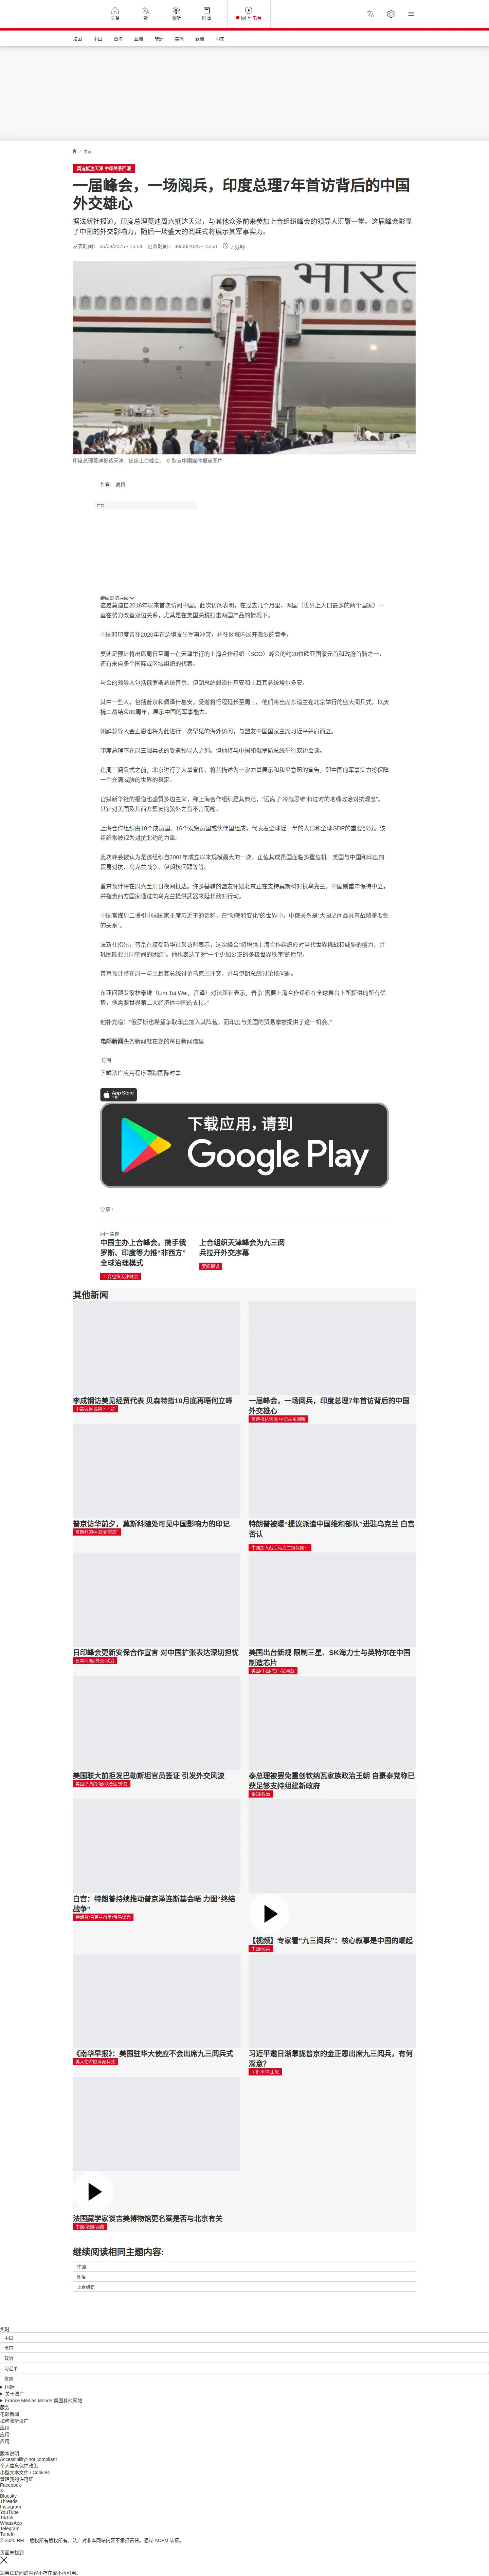 头条
繁
收听
时事
网上 电台
法国
中国
台海
亚洲
非洲
美洲
欧洲
中东
/ 法国
莫迪抵达天津 中印关系回暖
一届峰会，一场阅兵，印度总理7年首访背后的中国
外交雄心
据法新社报道，印度总理莫迪周六抵达天津，与其他众多前来参加上合组织峰会的领导人汇聚一堂。这届峰会彰显
了中国的外交影响力，随后一场盛大的阅兵式将展示其军事实力。
发表时间： 30/08/2025 - 15:54 更改时间： 30/08/2025 - 15:56 7 分钟
भारत
印度总理莫迪抵达天津，出席上合峰会。 © 取自中国媒体报道图片
作者： 夏榕
广告
继续浏览后续
这是莫迪自2018年以来首次访问中国。此次访问表明，在过去几个月里，两国（世界上人口最多的两个国家）一
直在努力改善双边关系，尤其是在美国关税打击两国产品的情况下。
中国和印度曾在2020年在边境发生军事冲突，并在区域内展开激烈的竞争。
莫迪是预计将出席周日至周一在天津举行的上海合作组织（SCO）峰会的约20位欧亚国家元首和政府首脑之一，
还有来自多个国际或区域组织的代表。
与会的领导人包括俄罗斯总统普京、伊朗总统佩泽什基安和土耳其总统埃尔多安。
其中一些人，包括普京和佩泽什基安，受邀将行程延长至周三。他们将出席东道主在北京举行的盛大阅兵式，以庆
祝二战结束80周年，展示中国的军事能力。
朝鲜领导人金正恩也将为此进行一次罕见的海外访问，与盟友中国国家主席习近平并肩而立。
印度总理不在周三阅兵式的受邀领导人之列。但他将与中国和俄罗斯总统举行双边会谈。
在周三阅兵式之前，北京进行了大量宣传，将其描述为一次力量展示和和平意愿的宣告，即中国的军事实力将保障
一个充满威胁的世界的稳定。
官媒新华社的报道也盛赞多边主义，称上海合作组织是其典范，“远离了'冷战思维'和过时的地缘政治对抗观念”。
其针对美国及其西方盟友的弦外之音不言而喻。
上海合作组织由10个成员国、16个观察员国或伙伴国组成，代表着全球近一半的人口和全球GDP的重要部分。该
组织常被视为对抗北约的力量。
此次峰会被认为是该组织自2001年成立以来规模最大的一次，正值其成员国面临多重危机：美国与中国和印度的
贸易对抗、乌克兰战争、伊朗核问题等等。
普京预计将在周六至周日夜间抵达。许多基辅的盟友怀疑北京正在支持莫斯科对抗乌克兰。中国则重申保持中立，
并指责西方国家通过向乌克兰提供武器来延长敌对行动。
中国官媒周二援引中国国家主席习近平的话称，在“动荡和变化”的世界中，中俄关系是“大国之间最具有战略重要性
的关系”。
法新社指出，普京在接受新华社采访时表示，这次峰会“将增强上海合作组织应对当代世界挑战和威胁的能力，并
巩固欧亚共同空间的团结”。他也表达了对“一个更加公正的多极世界秩序”的愿望。
普京预计将在周一与土耳其总统讨论乌克兰冲突，并与伊朗总统讨论核问题。
东亚问题专家林泰维（Lim Tai Wei，音译）对法新社表示，普京“需要上海合作组织在全球舞台上所提供的所有优
势，他需要世界第二大经济体中国的支持。”
他补充道：“俄罗斯也希望争取印度加入其阵营，而印度与美国的贸易摩擦提供了这一机会。”
电邮新闻头条新闻就在您的每日新闻信里
订阅
下载法广应用程序跟踪国际时事
App Store
下载应用，请到
Google Play
分享 :
同一主题
中国主办上合峰会，携手俄
罗斯、印度等力推“非西方”
全球治理模式
上合组织天津峰会
上合组织天津峰会为九三阅
兵拉开外交序幕
要闻解读
其他新闻
李成钢访美见经贸代表 贝森特指10月底再晤何立峰
中美贸易谈判下一步
一届峰会，一场阅兵，印度总理7年首访背后的中国
外交雄心
莫迪抵达天津 中印关系回暖
普京访华前夕，莫斯科随处可见中国影响力的印记
莫斯科的中国“新常态”
特朗普被曝“提议派遣中国维和部队”进驻乌克兰 白宫
否认
中国加入战后乌克兰防保国？
日印峰会更新安保合作宣言 对中国扩张表达深切担忧
日本/印度/外交/政治
美国出台新规 限制三星、SK海力士与英特尔在中国
制造芯片
美国/中国/芯片/贸易战
美国联大前拒发巴勒斯坦官员签证 引发外交风波
美国/巴勒斯坦/联合国/外交
泰总理被罢免重创钦纳瓦家族政治王朝 自豪泰党称已
获足够支持组建新政府
泰国/政治
白宫：特朗普持续推动普京泽连斯基会晤 力图“终结
战争”
特朗普/乌克兰战争/俄乌谈判
【视频】专家看“九三阅兵”：核心叙事是中国的崛起
中国/阅兵
《南华早报》：美国驻华大使应不会出席九三阅兵式
美大使将缺席阅兵式
习近平邀日渐靠拢普京的金正恩出席九三阅兵，有何
深意？
习近平/金正恩
法国藏学家谈吉美博物馆更名案是否与北京有关
中国/法国/西藏
继续阅读相同主题内容:
中国
印度
上合组织
实时
中国
美国
政治
习近平
贪腐
国际
关于法广
France Médias Monde 集团其他网站
服务
电邮新闻
如何收听法广
应用
应用
应用
版本说明
Accessibility: not compliant
个人信息保护政策
小型文本文件 / Cookies
管理我的许可证
Facebook
X
Bluesky
Threads
Instagram
YouTube
TikTok
WhatsApp
Telegram
TuneIn
© 2025 RFI – 版权所有版权所有。法广对非本网站内容不承担责任。通过 ACPM 认证。
页面未找到
您尝试访问的内容不存在或不再可用。